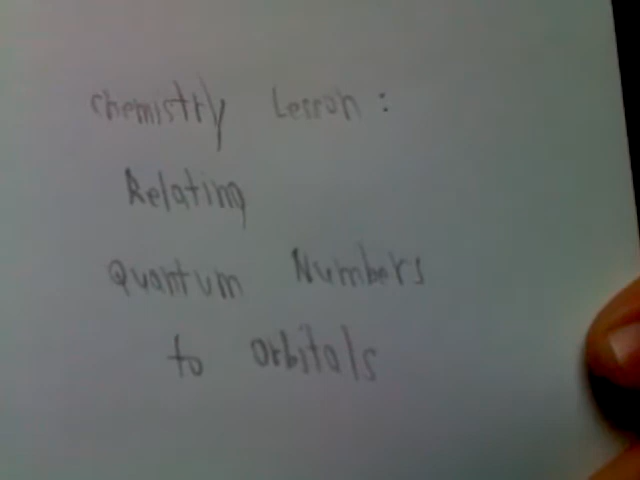 Chemistry Lesson:
Relating
Quantum Numbers
to Orbitals